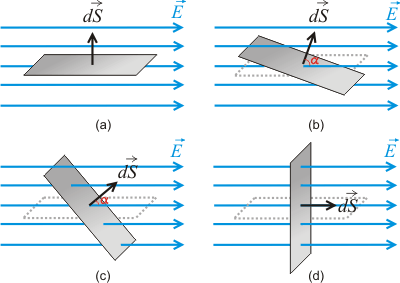 dS⃗ E⃗
(a)
dS⃗ E⃗
α
(b)
dS⃗ E⃗
α
(c)
E⃗
dS⃗
(d)